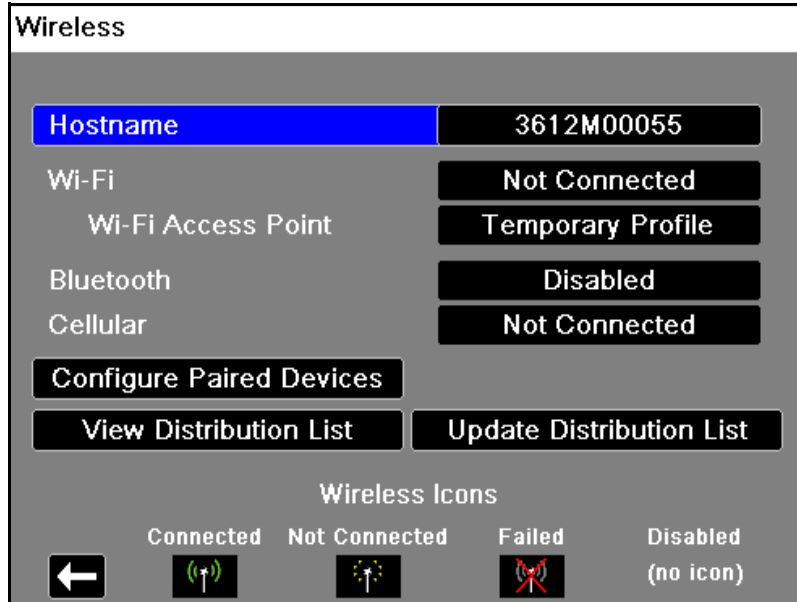 Wireless
Hostname 3612M00055
Wi-Fi Not Connected
Wi-Fi Access Point Temporary Profile
Bluetooth Disabled
Cellular Not Connected
Configure Paired Devices
View Distribution List Update Distribution List
Wireless Icons
Connected Not Connected Failed Disabled
(no icon)